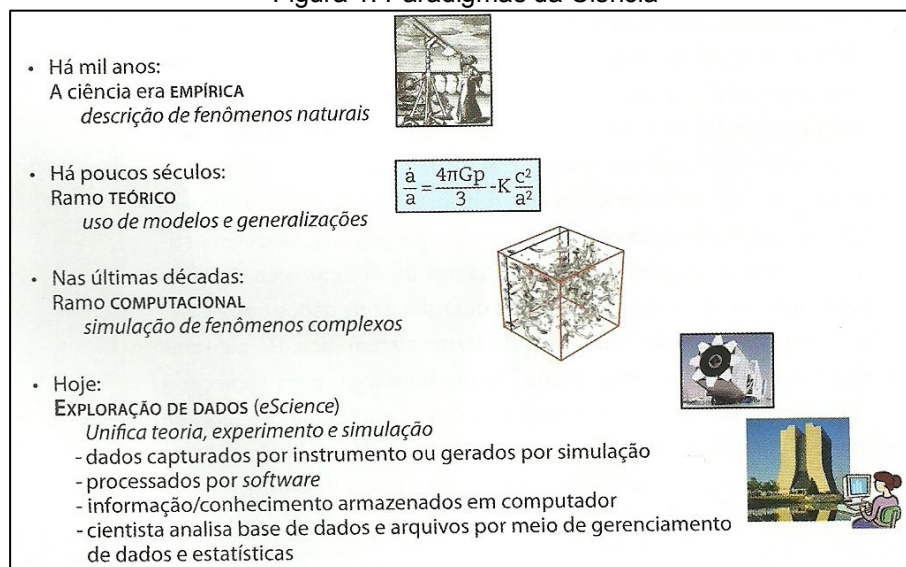 Figura 1: Paradigmas da Ciência
• Há mil anos:
A ciência era EMPÍRICA
descrição de fenômenos naturais
• Há poucos séculos:
Ramo TEÓRICO
uso de modelos e generalizações
ȧ/a = 4πGp/3 - K c²/a²
• Nas últimas décadas:
Ramo COMPUTACIONAL
simulação de fenômenos complexos
• Hoje:
EXPLORAÇÃO DE DADOS (eScience)
Unifica teoria, experimento e simulação
- dados capturados por instrumento ou gerados por simulação
- processados por software
- informação/conhecimento armazenados em computador
- cientista analisa base de dados e arquivos por meio de gerenciamento
de dados e estatísticas